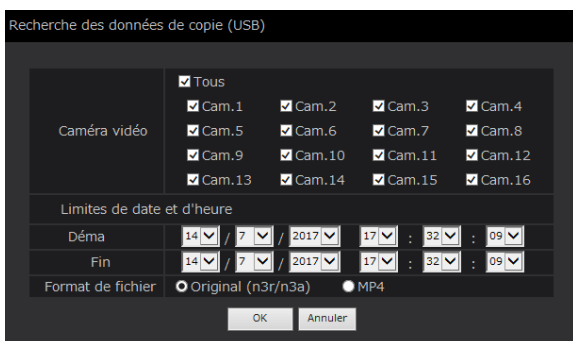 Recherche des données de copie (USB)
Tous
Cam.1 Cam.2 Cam.3 Cam.4
Caméra vidéo Cam.5 Cam.6 Cam.7 Cam.8
Cam.9 Cam.10 Cam.11 Cam.12
Cam.13 Cam.14 Cam.15 Cam.16
Limites de date et d'heure
Déma 14 / 7 / 2017 17 : 32 : 09
Fin 14 / 7 / 2017 17 : 32 : 09
Format de fichier Original (n3r/n3a) MP4
OK Annuler